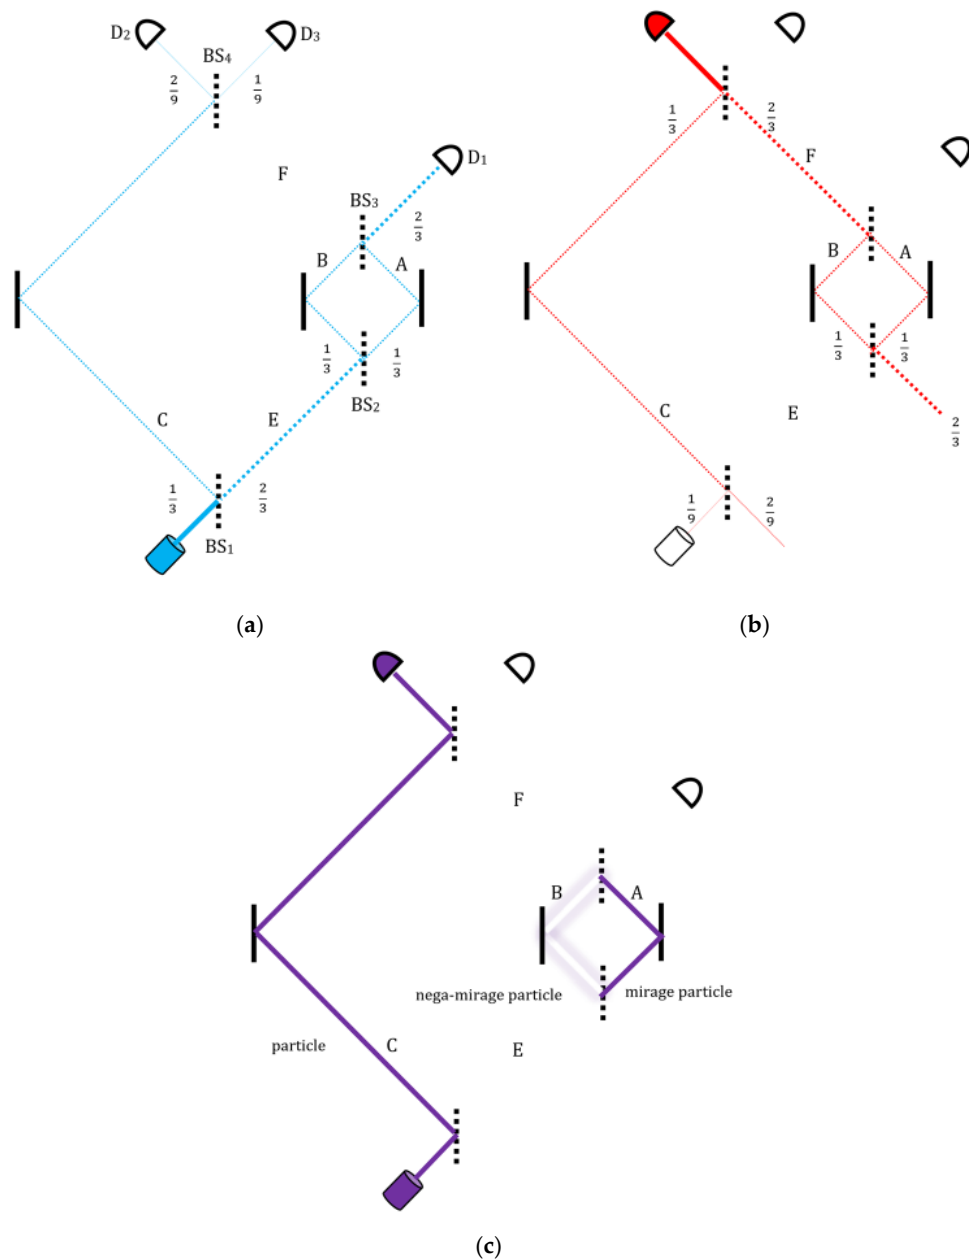 D2 D3
BS4
2/9 1/9
F
D1
BS3
2/3
B A
1/3 1/3
BS2
C E
1/3 2/3
BS1
(a)
1/3 2/3
F
B A
1/3 1/3
C E
2/3
1/9 2/9
(b)
F
B A
nega-mirage particle mirage particle
particle C E
(c)